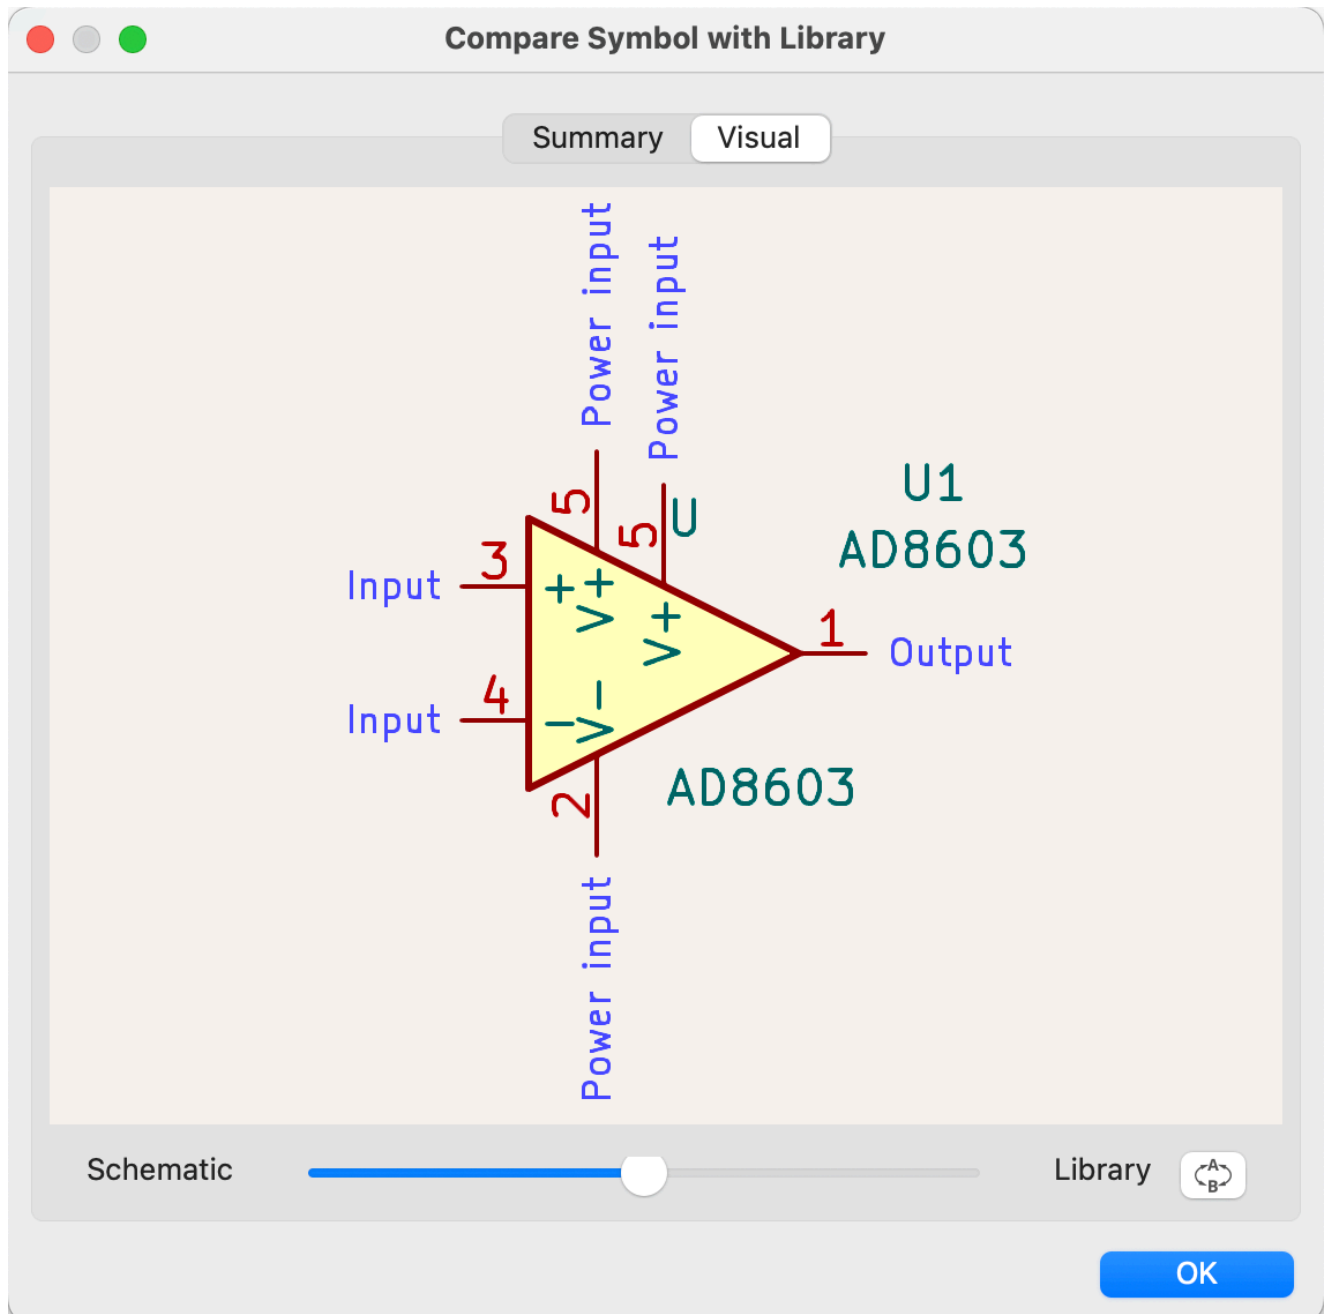 Compare Symbol with Library
Summary
Visual
Power input
Power input
5
5
U
U1
AD8603
3
Input
+
V+
V+
1
Output
4
Input
−
V−
2
AD8603
Power input
Schematic
Library
A
B
OK